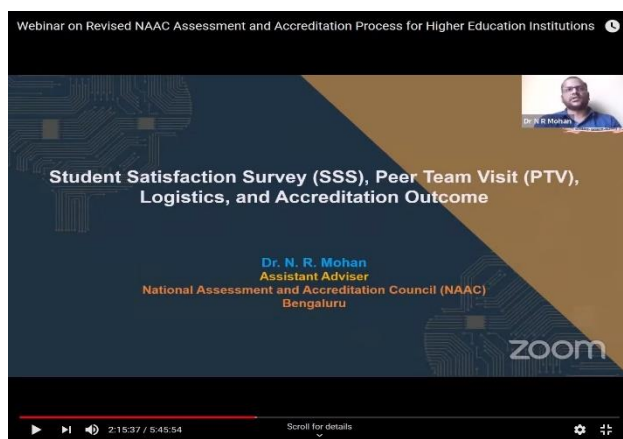 Webinar on Revised NAAC Assessment and Accreditation Process for Higher Education Institutions
Dr N R Mohan
Student Satisfaction Survey (SSS), Peer Team Visit (PTV),
Logistics, and Accreditation Outcome
Dr. N. R. Mohan
Assistant Adviser
National Assessment and Accreditation Council (NAAC)
Bengaluru
zoom
2:15:37 / 5:45:54
Scroll for details